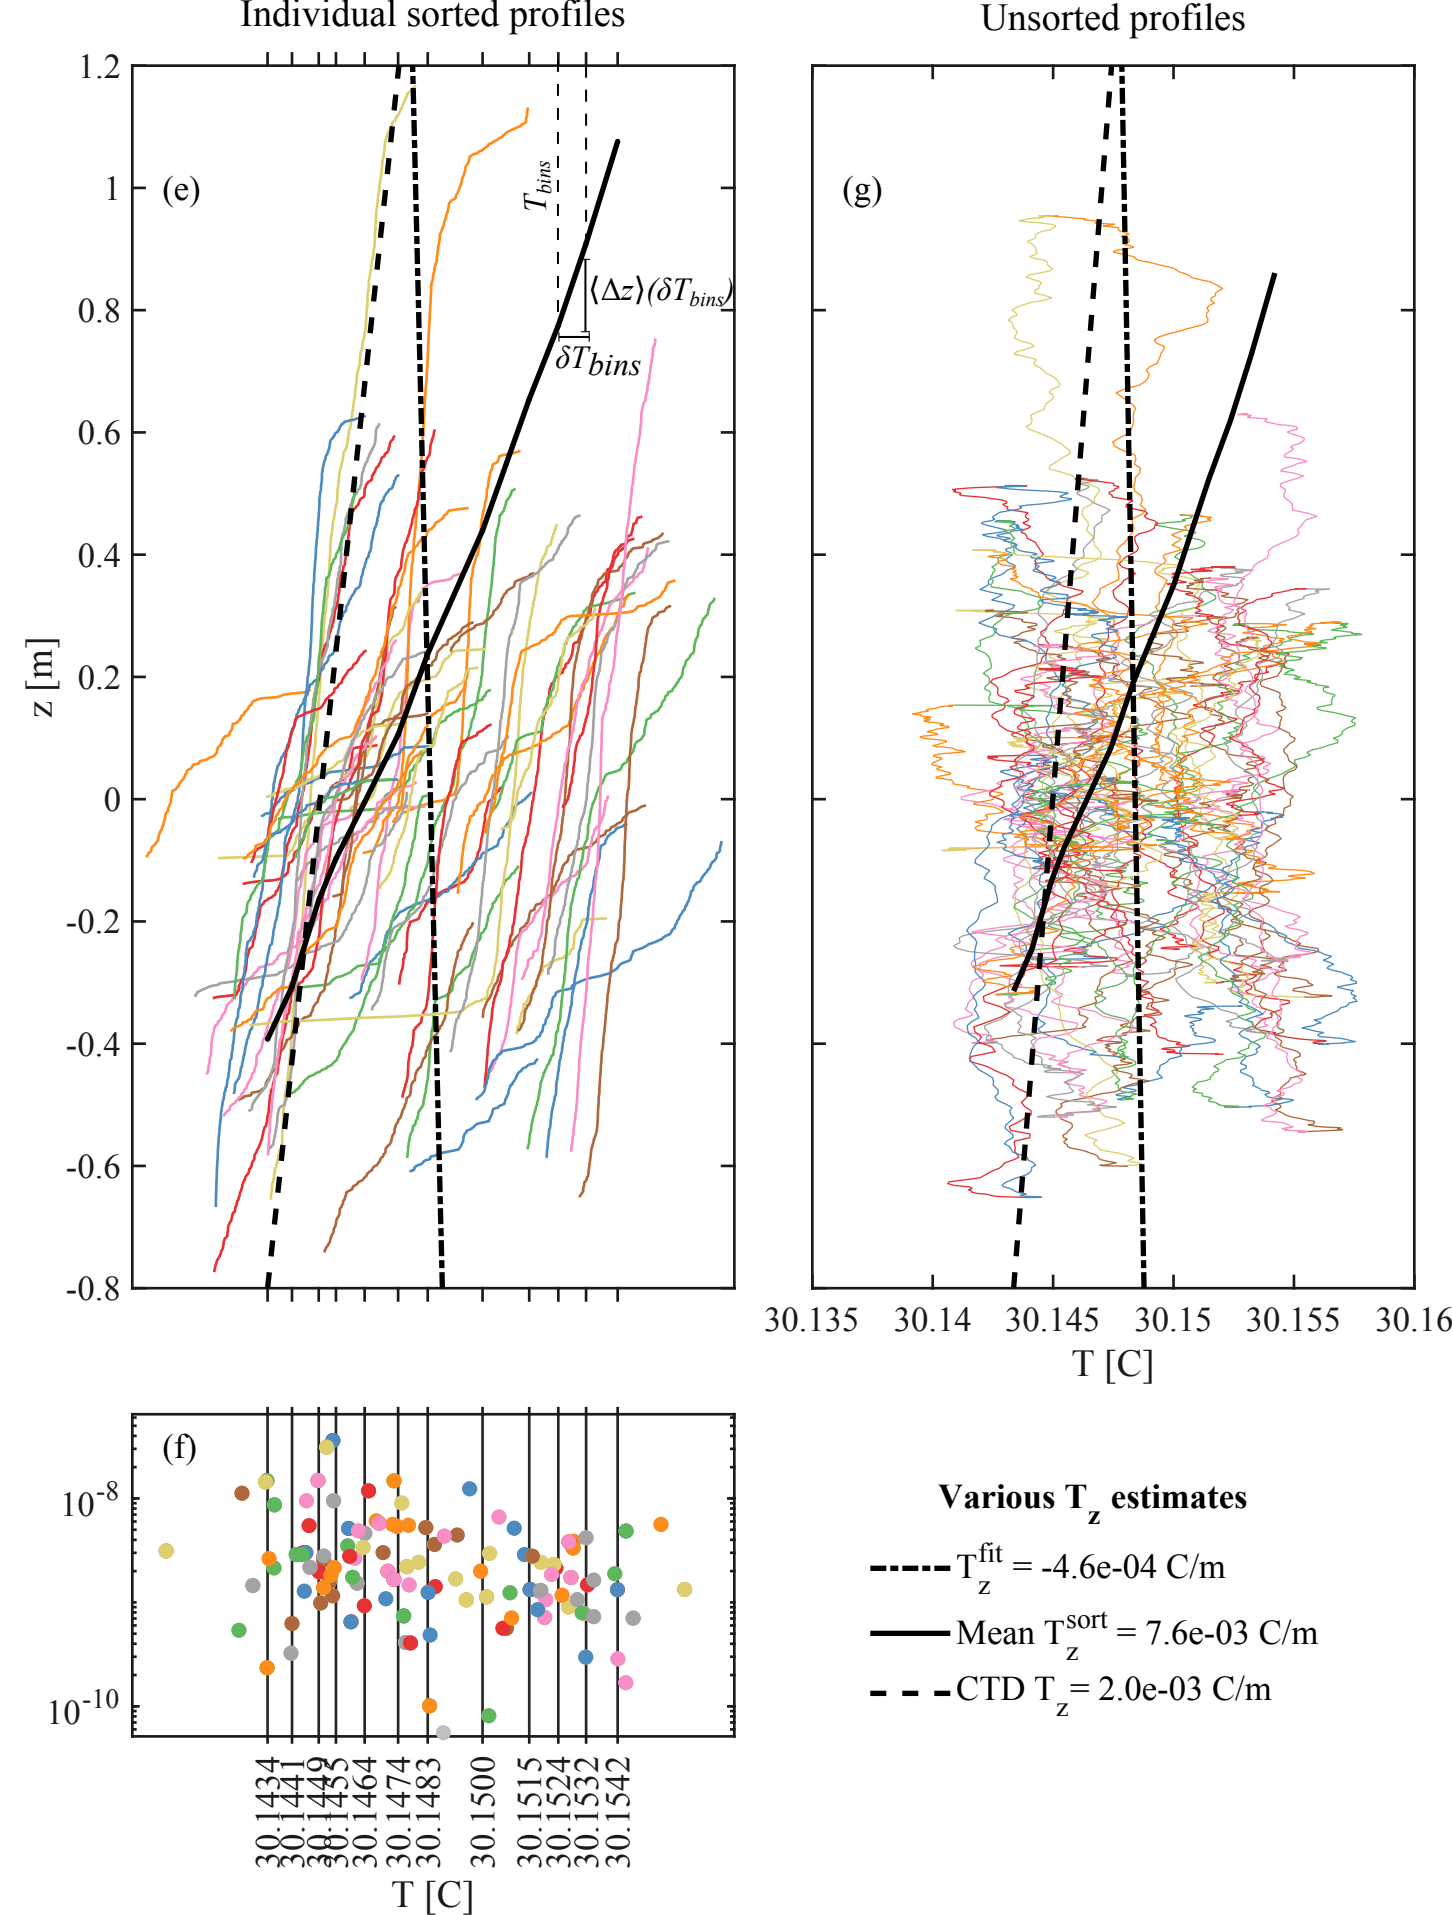 Individual sorted profiles
Unsorted profiles
1.2
1
0.8
0.6
0.4
0.2
0
-0.2
-0.4
-0.6
-0.8
z [m]
(e)
T_bins
⟨Δz⟩(δT_bins)
δT_bins
(g)
30.135 30.14 30.145 30.15 30.155 30.16
T [C]
(f)
10^-8
10^-10
30.1434
30.1441
30.1449
30.1455
30.1464
30.1474
30.1483
30.1500
30.1515
30.1524
30.1532
30.1542
T [C]
Various T_z estimates
T_z^fit = -4.6e-04 C/m
Mean T_z^sort = 7.6e-03 C/m
CTD T_z = 2.0e-03 C/m